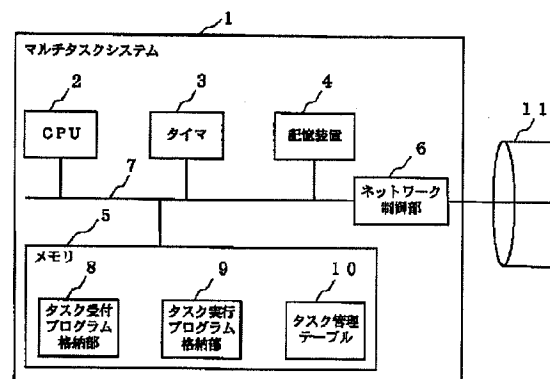 1
マルチタスクシステム
2
3
4
CPU
タイマ
記憶装置
11
6
7
ネットワーク
制御部
5
メモリ
8
9
10
タスク受付
プログラム
格納部
タスク実行
プログラム
格納部
タスク管理
テーブル